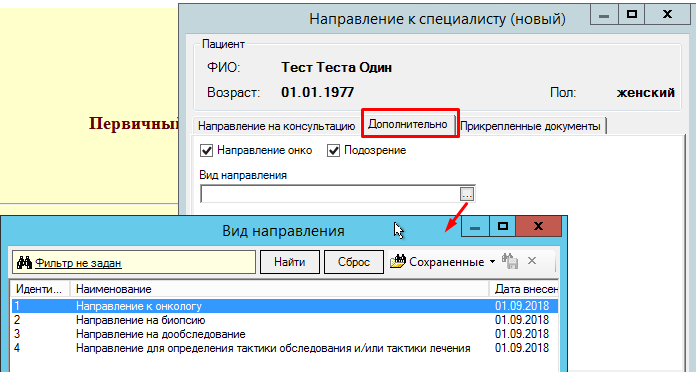 Направление к специалисту (новый)
Пациент
ФИО: Тест Теста Один
Возраст: 01.01.1977 Пол: женский
Первичный
Направление на консультацию Дополнительно Прикрепленные документы
Направление онко Подозрение
Вид направления
...
Вид направления
Фильтр не задан Найти Сброс Сохраненные
Иденти... Наименование Дата внесен
1 Направление к онкологу 01.09.2018
2 Направление на биопсию 01.09.2018
3 Направление на дообследование 01.09.2018
4 Направление для определения тактики обследования и/или тактики лечения 01.09.2018